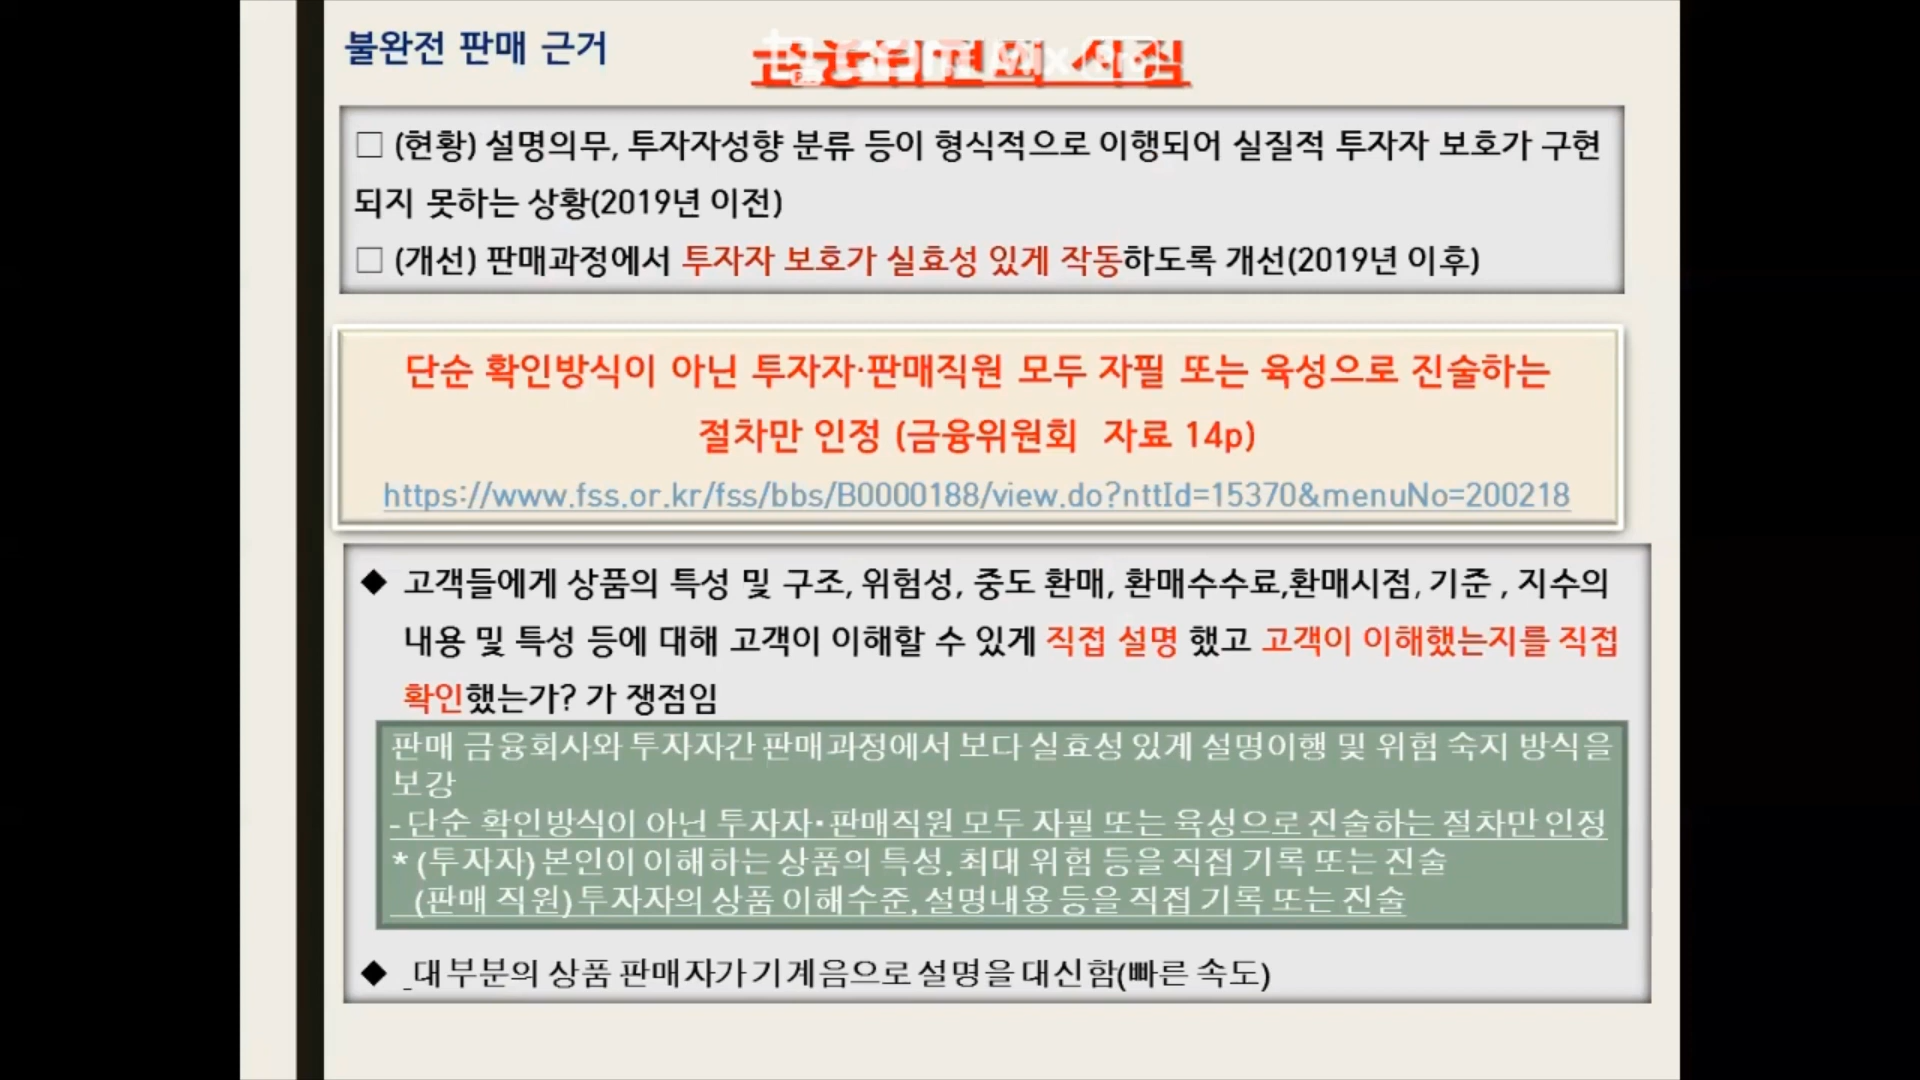 불완전 판매 근거
□ (현황) 설명의무, 투자자성향 분류 등이 형식적으로 이행되어 실질적 투자자 보호가 구현
되지 못하는 상황(2019년 이전)
□ (개선) 판매과정에서 투자자 보호가 실효성 있게 작동하도록 개선(2019년 이후)
단순 확인방식이 아닌 투자자·판매직원 모두 자필 또는 육성으로 진술하는
절차만 인정 (금융위원회 자료 14p)
https://www.fss.or.kr/fss/bbs/B0000188/view.do?nttId=15370&menuNo=200218
◆ 고객들에게 상품의 특성 및 구조, 위험성, 중도 환매, 환매수수료,환매시점, 기준 , 지수의
내용 및 특성 등에 대해 고객이 이해할 수 있게 직접 설명 했고 고객이 이해했는지를 직접
확인했는가? 가 쟁점임
판매 금융회사와 투자자간 판매과정에서 보다 실효성 있게 설명이행 및 위험 숙지 방식을
보강
- 단순 확인방식이 아닌 투자자·판매직원 모두 자필 또는 육성으로 진술하는 절차만 인정
* (투자자) 본인이 이해하는 상품의 특성, 최대 위험 등을 직접 기록 또는 진술
(판매 직원) 투자자의 상품 이해수준, 설명내용 등을 직접 기록 또는 진술
◆ _대부분의 상품 판매자가 기계음으로 설명을 대신함(빠른 속도)